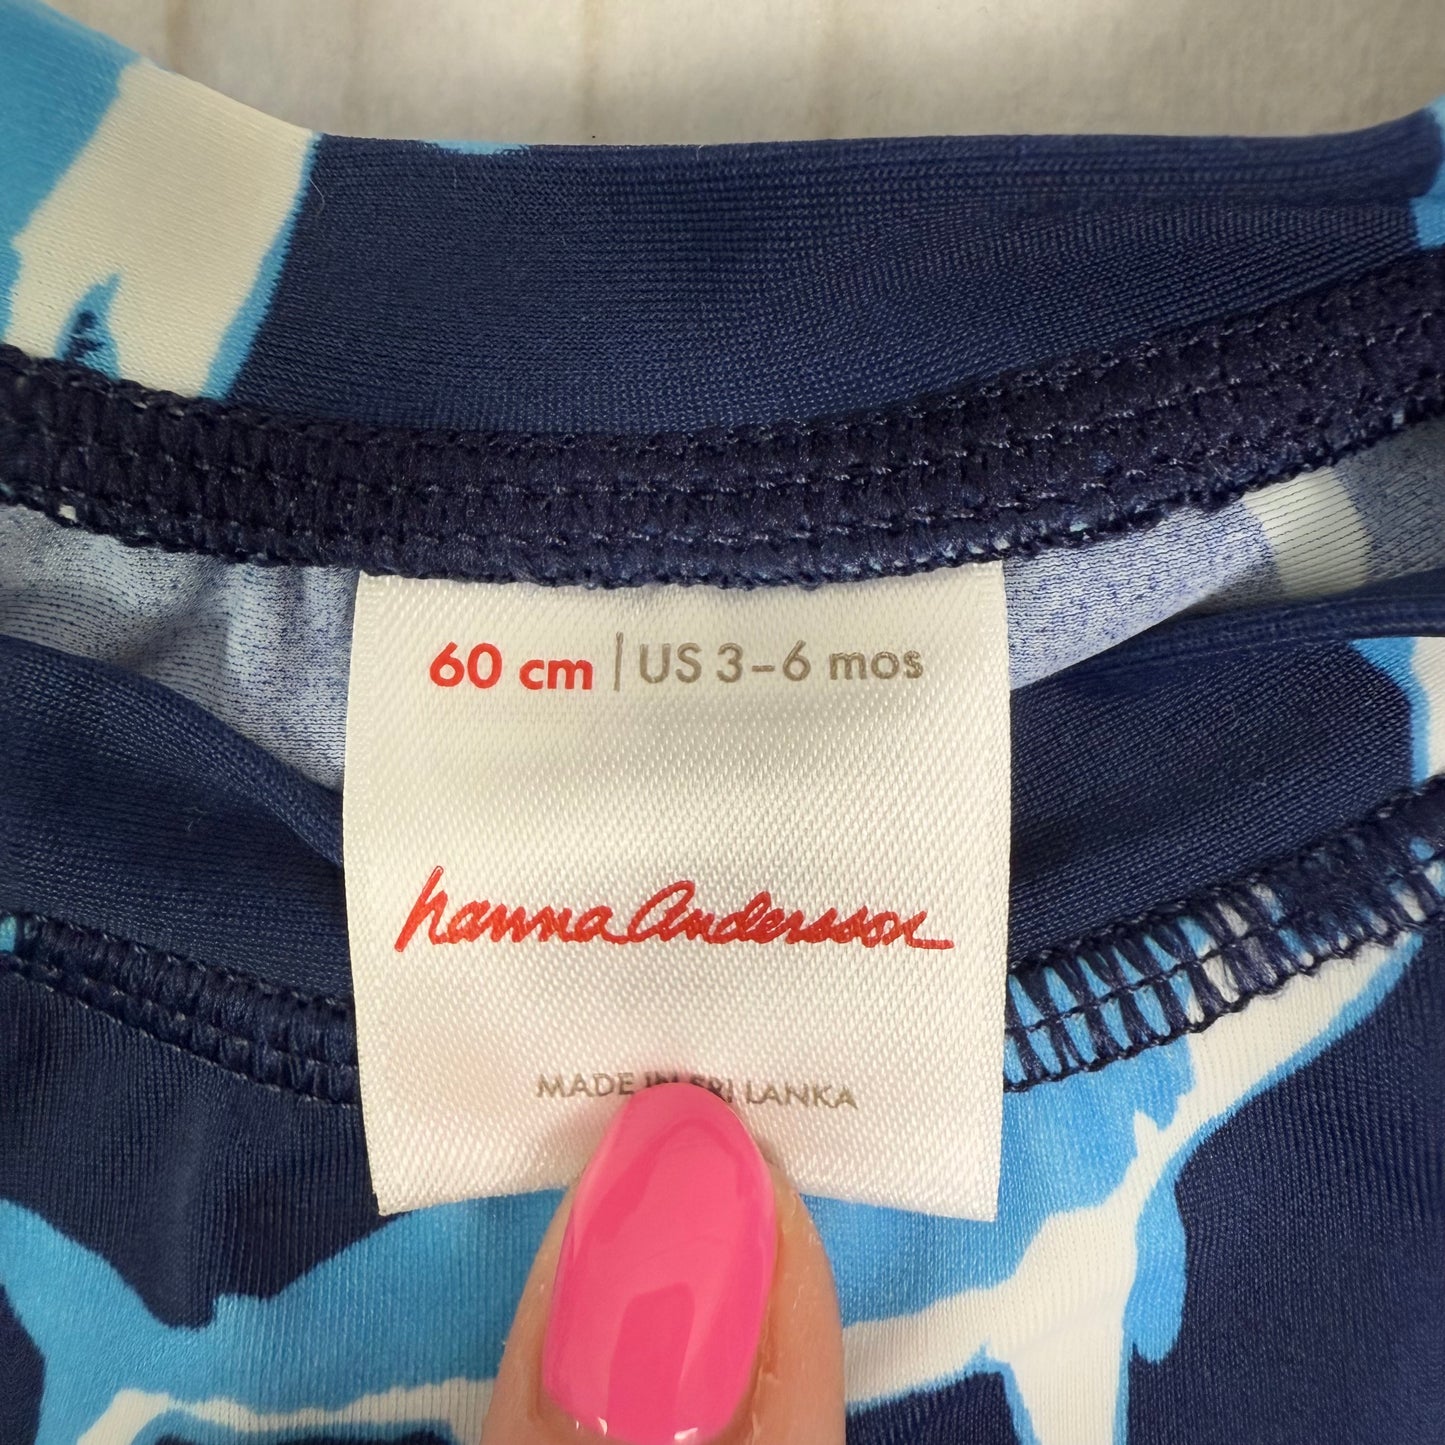 60 cm | US 3-6 mos
hanna Andersson
MADE IN SRI LANKA